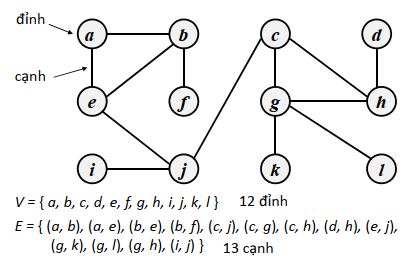 đỉnh
a b c d
cạnh
e f g h
i j k l
V = { a, b, c, d, e, f, g, h, i, j, k, l } 12 đỉnh
E = { (a, b), (a, e), (b, e), (b, f), (c, j), (c, g), (c, h), (d, h), (e, j),
(g, k), (g, l), (g, h), (i, j) } 13 cạnh